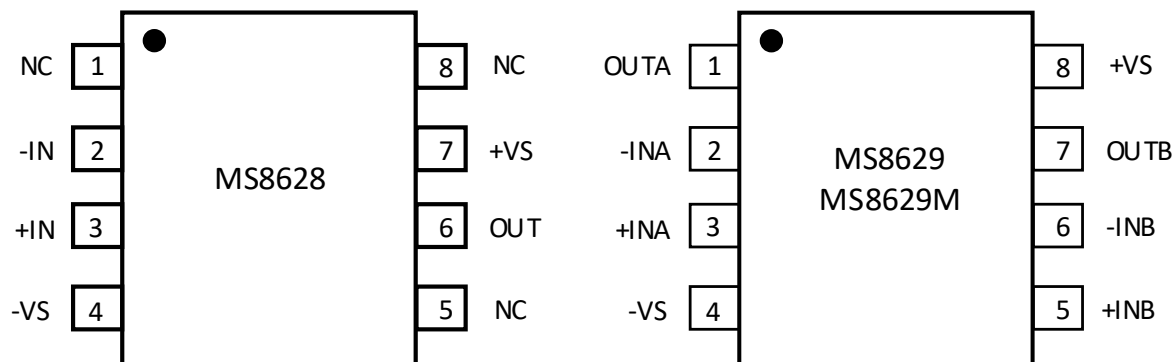 NC 1 8 NC
-IN 2 7 +VS
MS8628
+IN 3 6 OUT
-VS 4 5 NC
OUTA 1 8 +VS
-INA 2 7 OUTB
MS8629
MS8629M
+INA 3 6 -INB
-VS 4 5 +INB